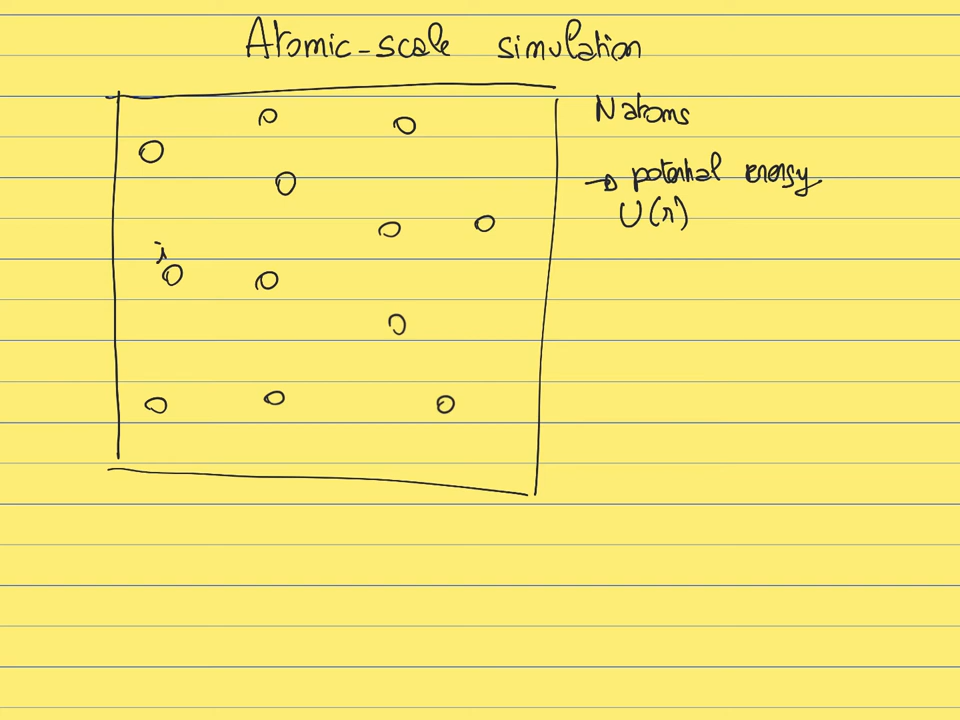 Atomic-scale simulation
N atoms
→ potential energy
U(r)
i